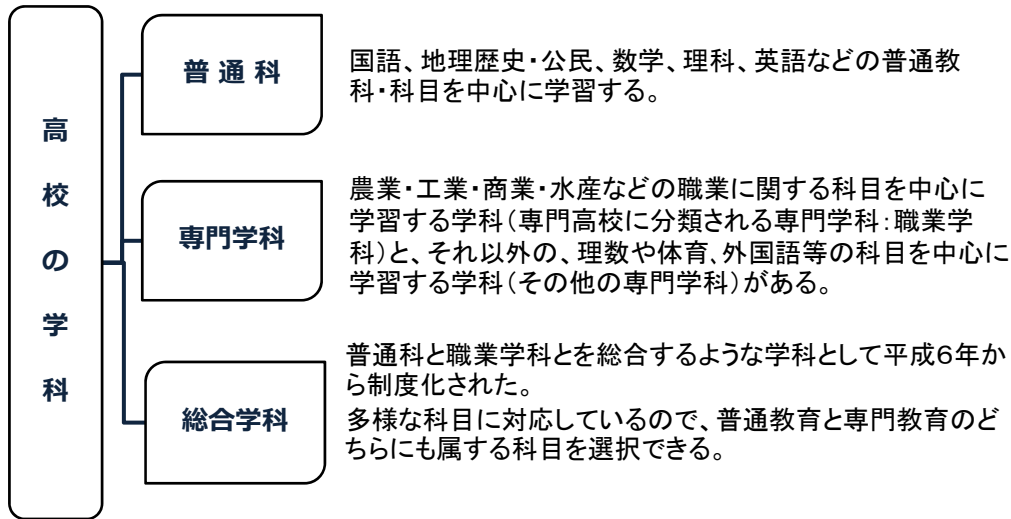 高校の学科
普通科
国語、地理歴史・公民、数学、理科、英語などの普通教
科・科目を中心に学習する。
専門学科
農業・工業・商業・水産などの職業に関する科目を中心に
学習する学科（専門高校に分類される専門学科：職業学
科）と、それ以外の、理数や体育、外国語等の科目を中心に
学習する学科（その他の専門学科）がある。
総合学科
普通科と職業学科とを総合するような学科として平成６年か
ら制度化された。
多様な科目に対応しているので、普通教育と専門教育のど
ちらにも属する科目を選択できる。